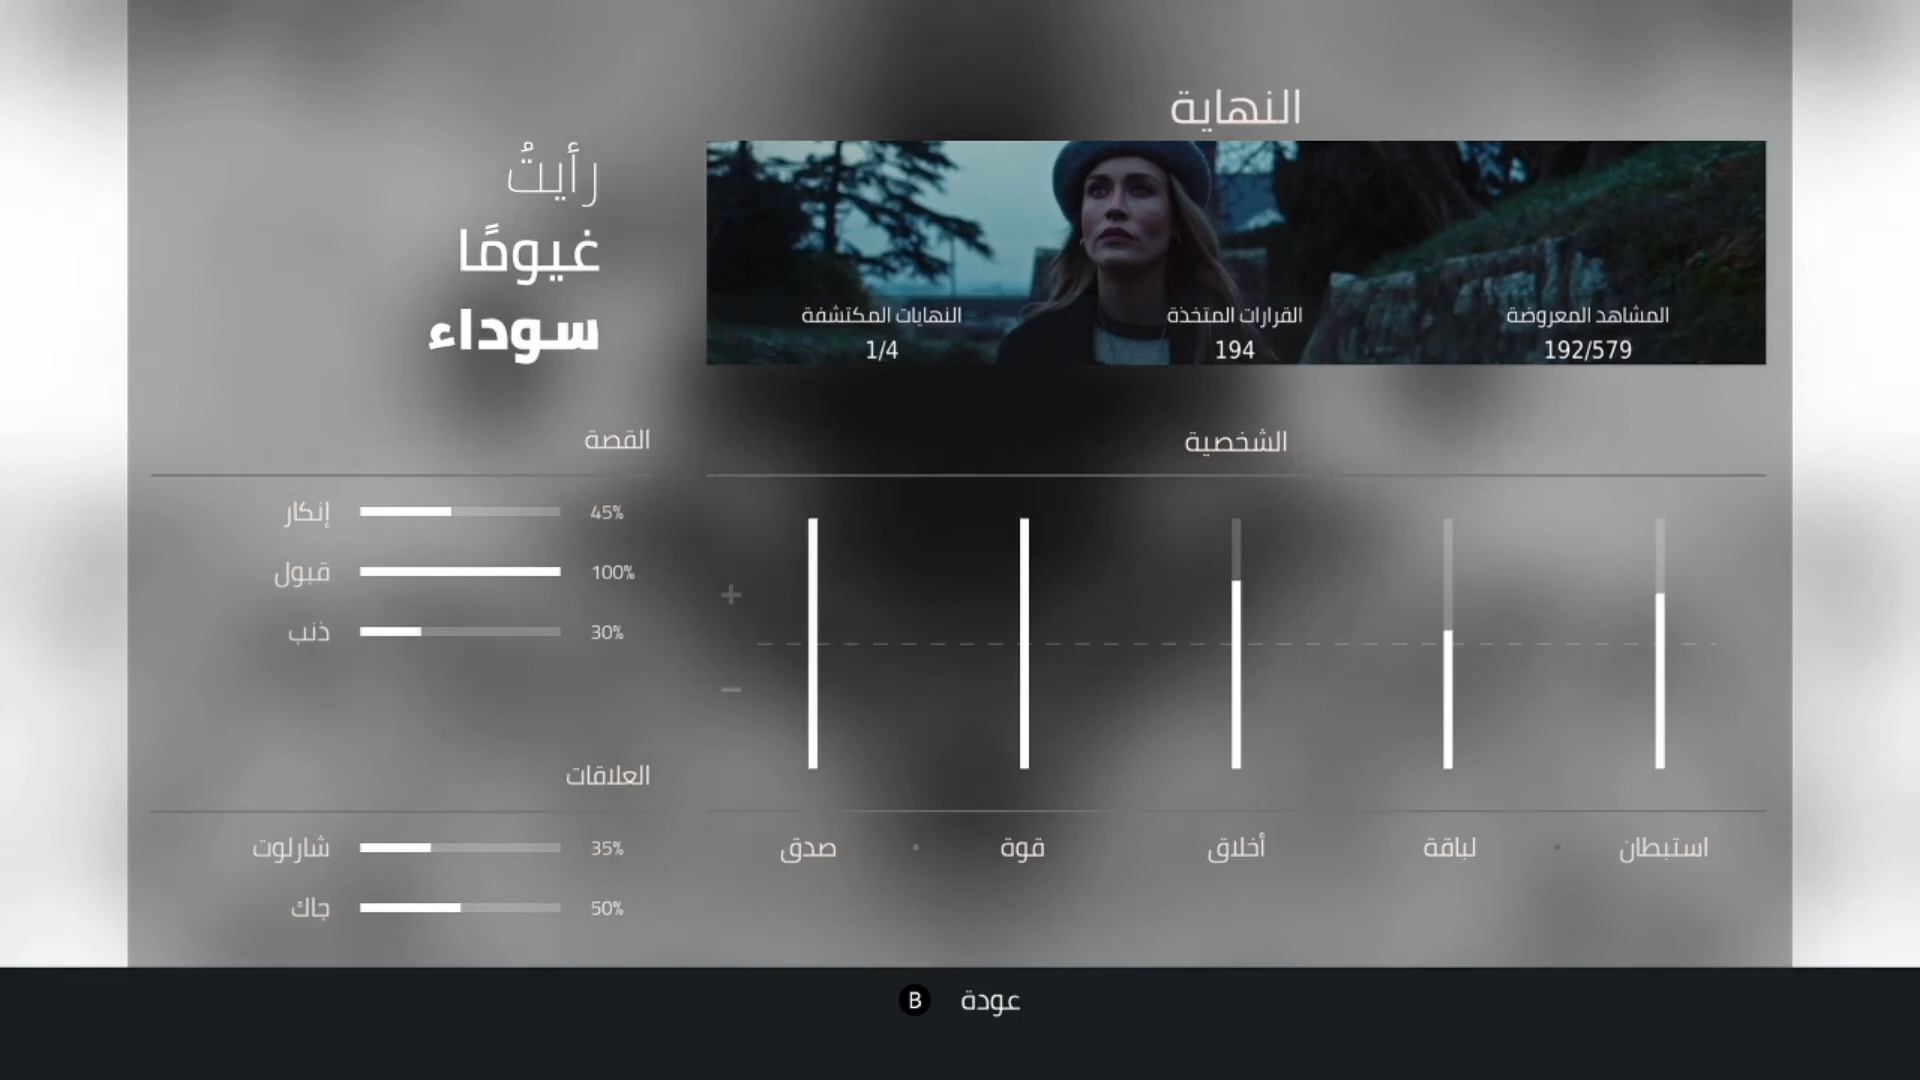 النهاية
المشاهد المعروضة
192/579
القرارات المتخذة
194
النهايات المكتشفة
1/4
رأيتُ
غيومًا
سوداء
الشخصية
+
−
استبطان
لباقة
أخلاق
قوة
صدق
القصة
إنكار 45%
قبول 100%
ذنب 30%
العلاقات
شارلوت 35%
جاك 50%
B عودة